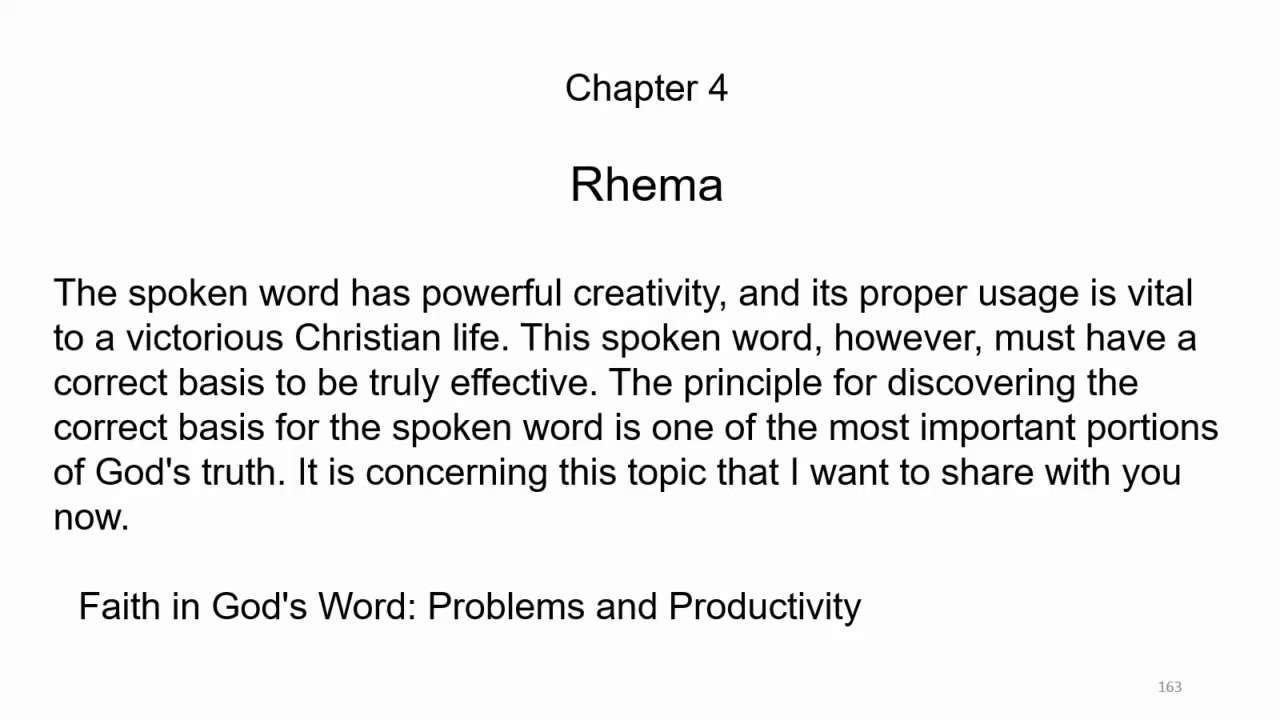 Chapter 4
Rhema
The spoken word has powerful creativity, and its proper usage is vital
to a victorious Christian life. This spoken word, however, must have a
correct basis to be truly effective. The principle for discovering the
correct basis for the spoken word is one of the most important portions
of God's truth. It is concerning this topic that I want to share with you
now.
Faith in God's Word: Problems and Productivity
163